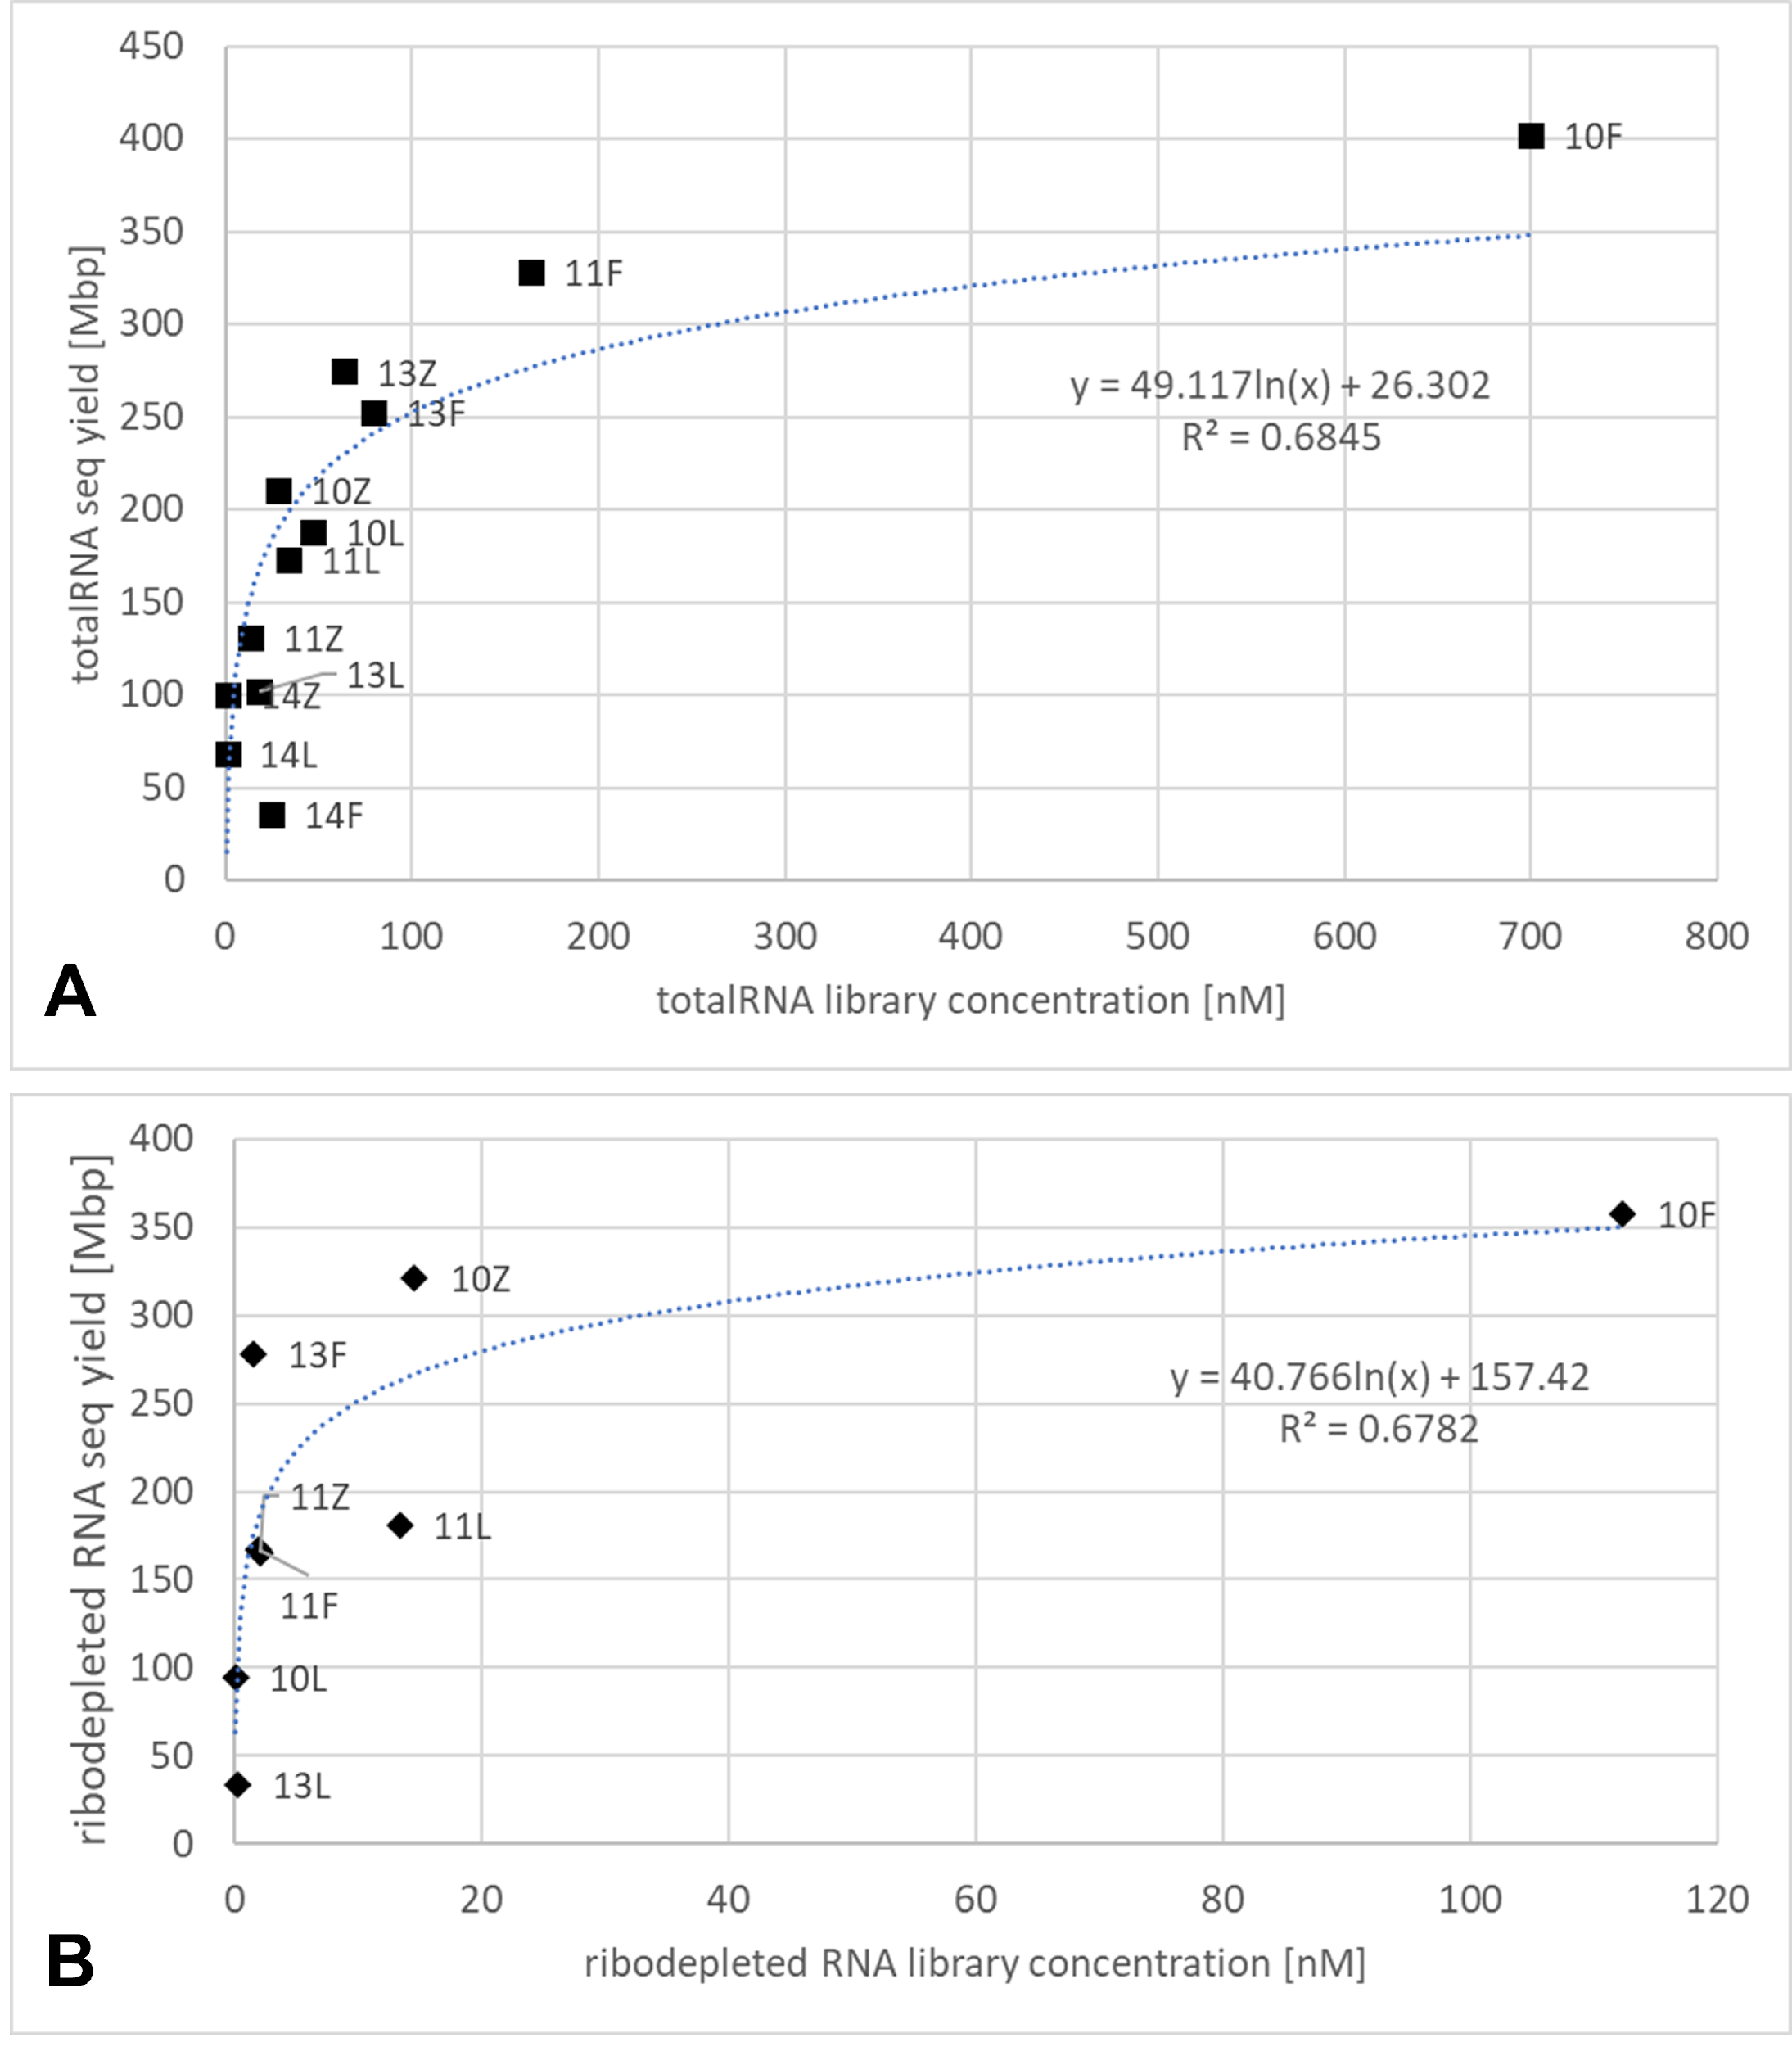 450
400
350
300
250
200
150
100
50
0
totalRNA seq yield [Mbp]
10F
11F
13Z
13F
y = 49.117ln(x) + 26.302
R² = 0.6845
10Z
10L
11L
11Z
13L
14Z
14L
14F
0 100 200 300 400 500 600 700 800
totalRNA library concentration [nM]
A
400
350
300
250
200
150
100
50
0
ribodepleted RNA seq yield [Mbp]
10F
10Z
13F
y = 40.766ln(x) + 157.42
R² = 0.6782
11Z
11L
11F
10L
13L
0 20 40 60 80 100 120
ribodepleted RNA library concentration [nM]
B